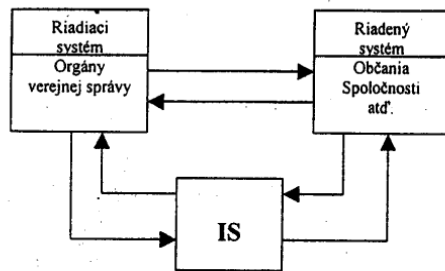 Riadiaci
systém
Orgány
verejnej správy
Riadený
systém
Občania
Spoločnosti
atď.
IS